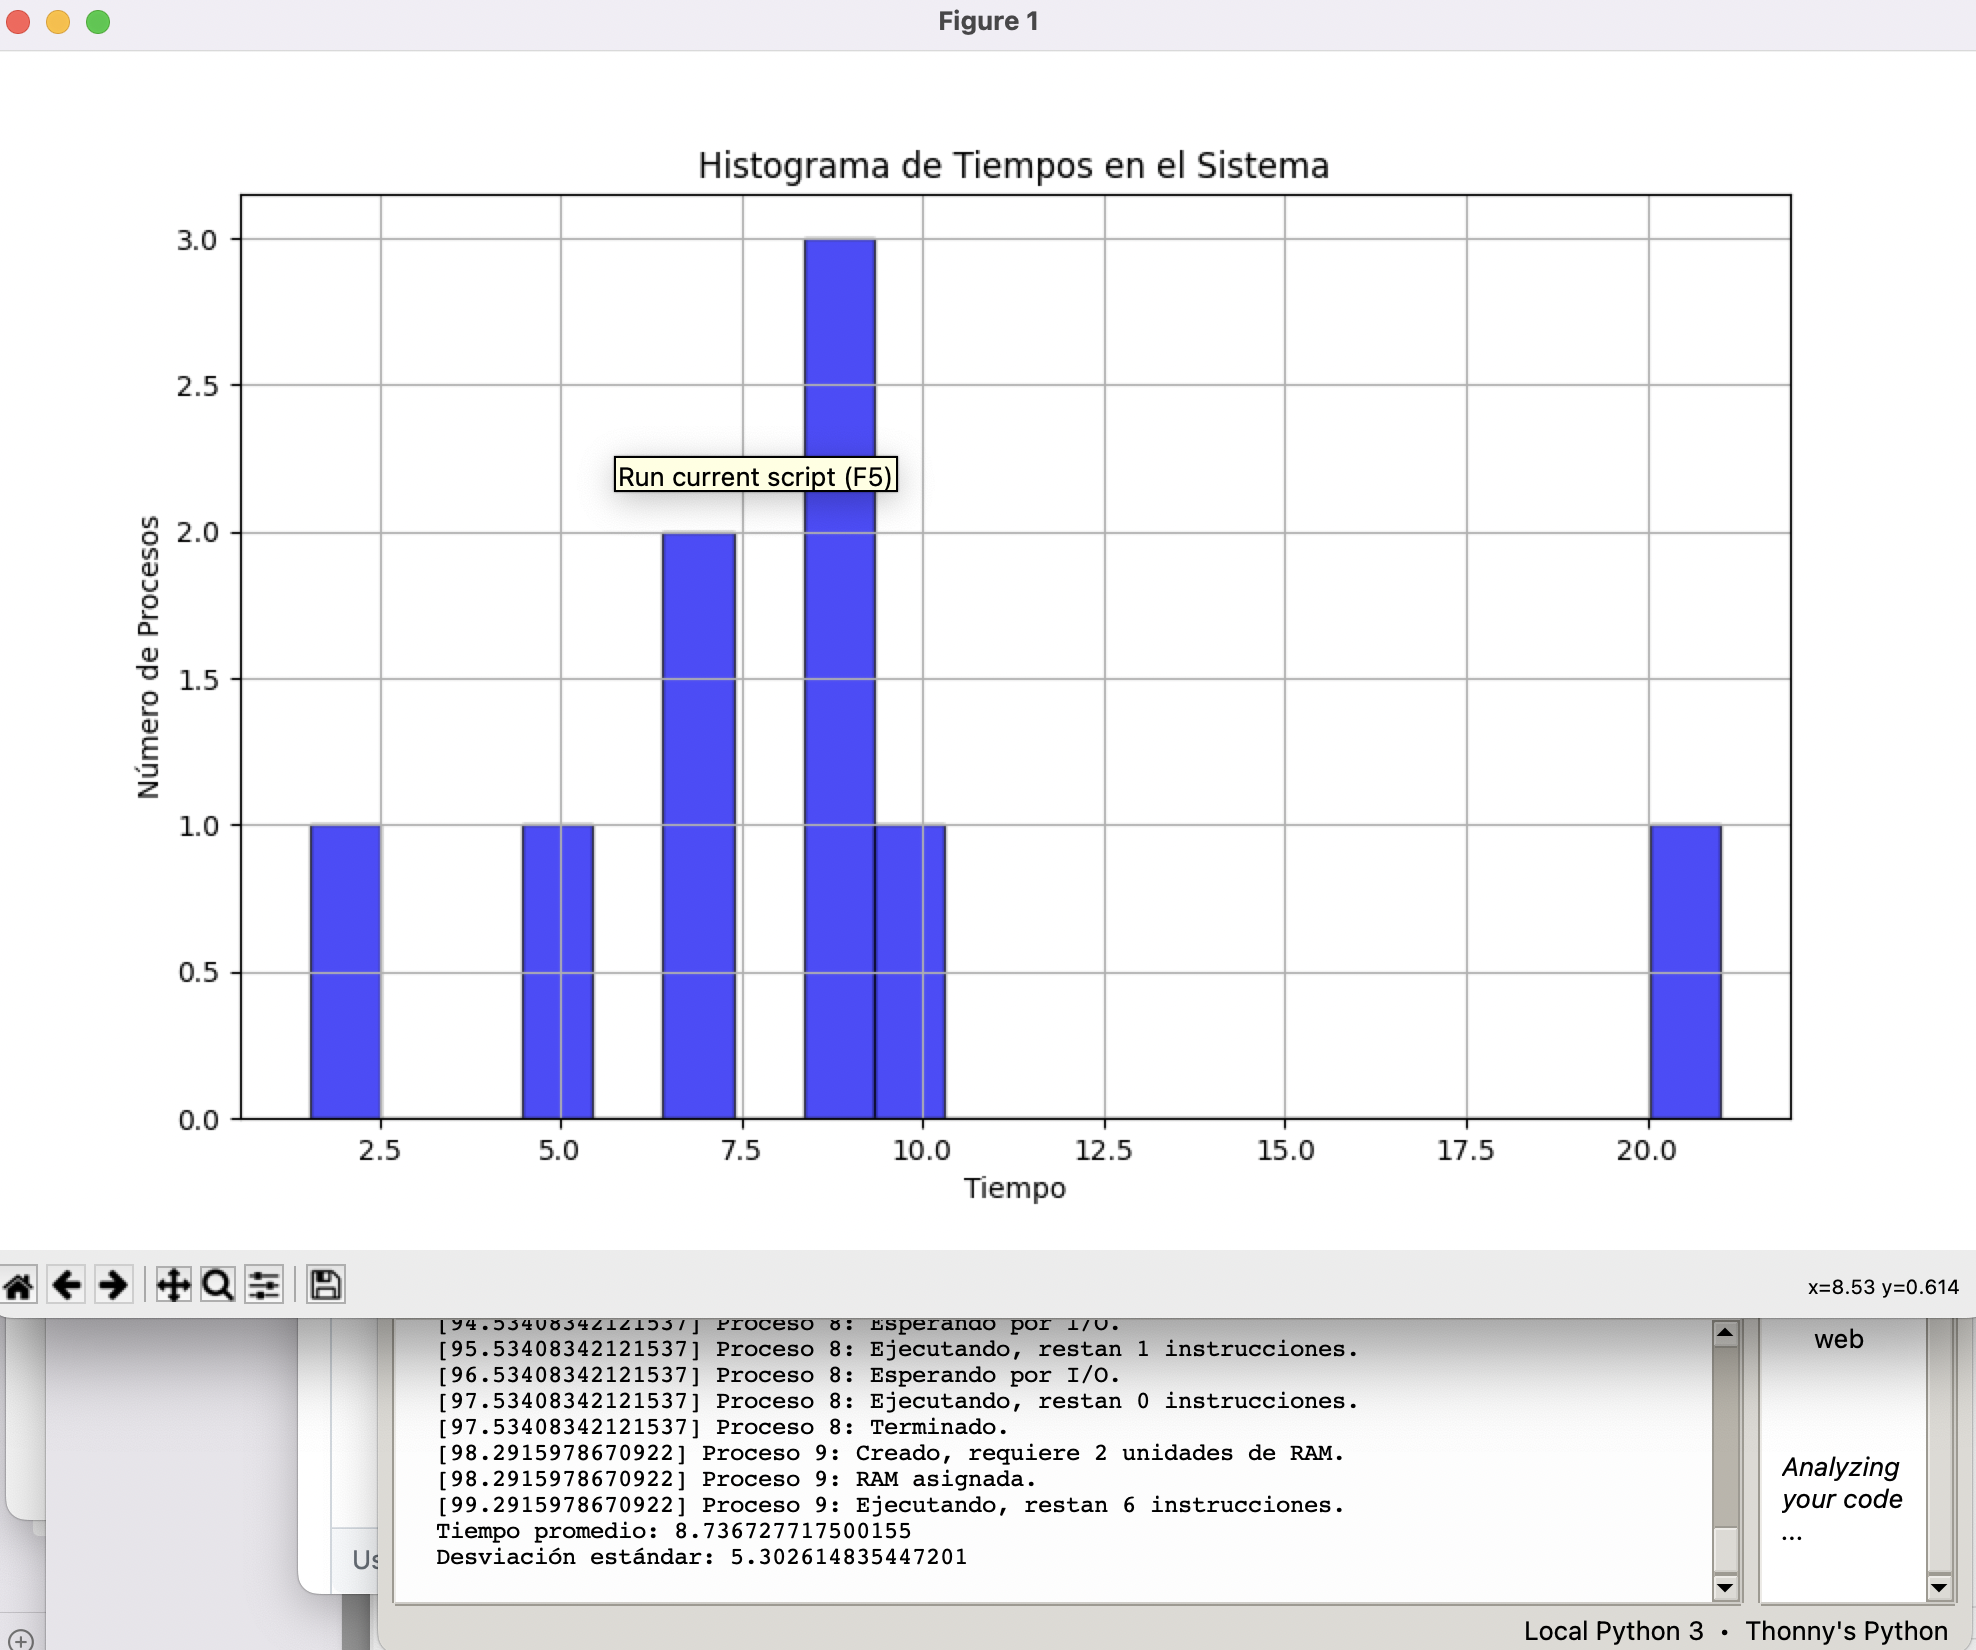 Figure 1
Histograma de Tiempos en el Sistema
3.0
2.5
2.0
1.5
1.0
0.5
0.0
Número de Procesos
Run current script (F5)
2.5 5.0 7.5 10.0 12.5 15.0 17.5 20.0
Tiempo
x=8.53 y=0.614
[94.53408342121537] Proceso 8: Esperando por I/O.
[95.53408342121537] Proceso 8: Ejecutando, restan 1 instrucciones.
[96.53408342121537] Proceso 8: Esperando por I/O.
[97.53408342121537] Proceso 8: Ejecutando, restan 0 instrucciones.
[97.53408342121537] Proceso 8: Terminado.
[98.2915978670922] Proceso 9: Creado, requiere 2 unidades de RAM.
[98.2915978670922] Proceso 9: RAM asignada.
[99.2915978670922] Proceso 9: Ejecutando, restan 6 instrucciones.
Tiempo promedio: 8.736727717500155
Desviación estándar: 5.302614835447201
web
Analyzing
your code
...
Local Python 3 • Thonny's Python